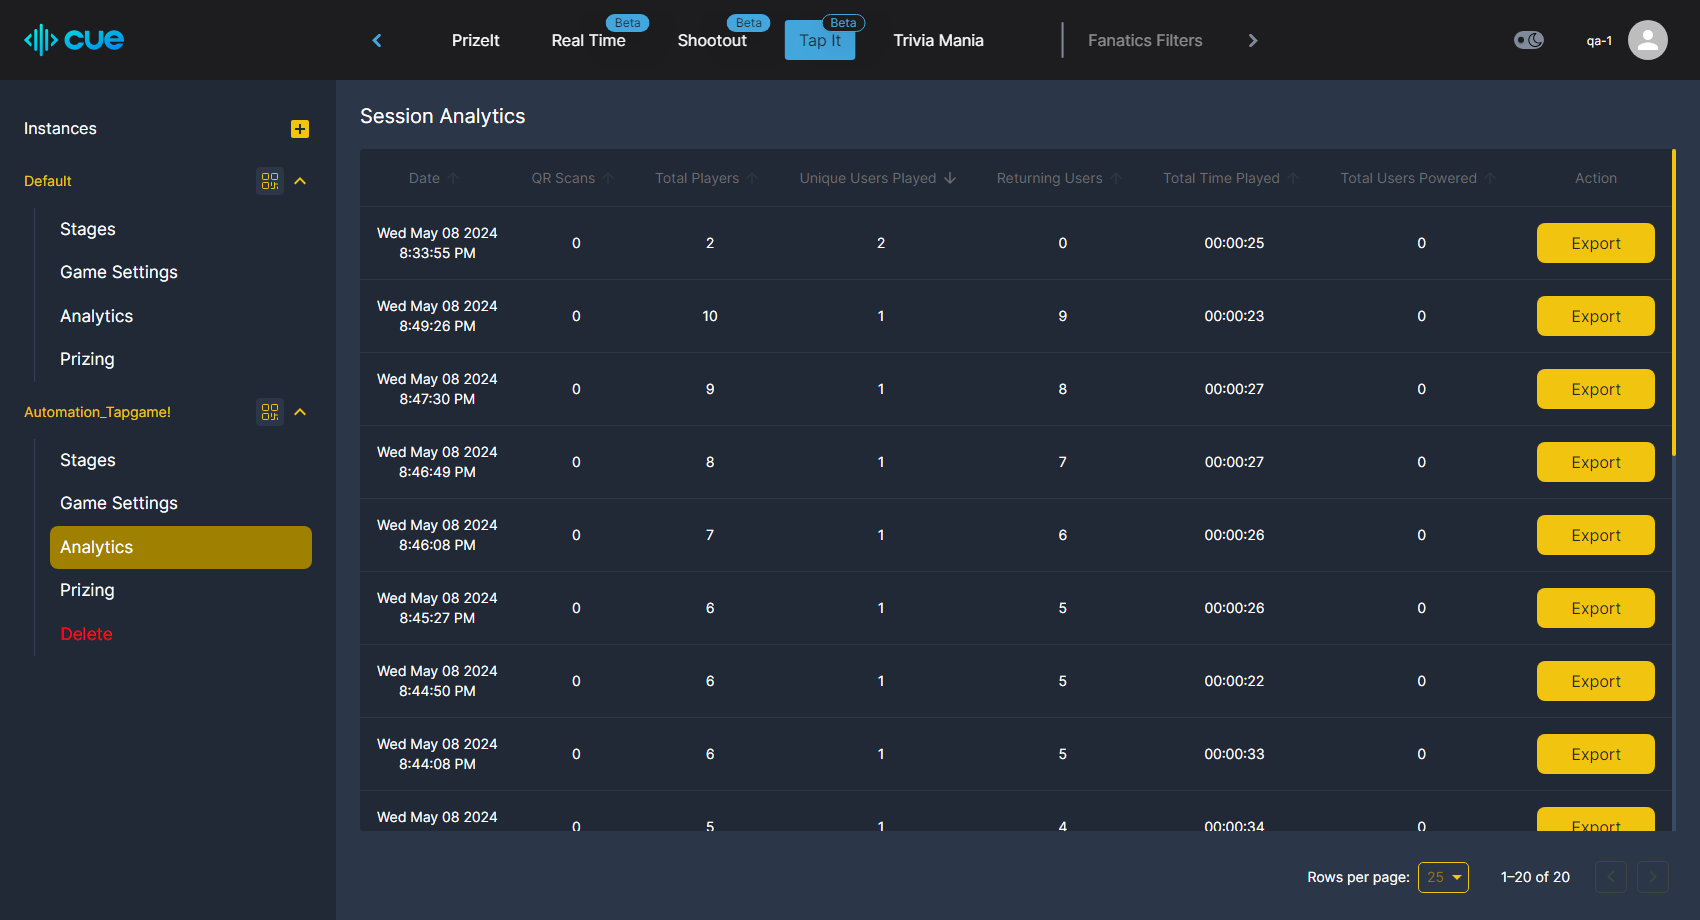 cue
PrizeIt
Real Time
Beta
Shootout
Beta
Tap It
Beta
Trivia Mania
Fanatics Filters
qa-1
Instances
Default
Stages
Game Settings
Analytics
Prizing
Automation_Tapgame!
Stages
Game Settings
Analytics
Prizing
Delete
Session Analytics
Date QR Scans Total Players Unique Users Played Returning Users Total Time Played Total Users Powered Action
Wed May 08 2024
8:33:55 PM 0 2 2 0 00:00:25 0 Export
Wed May 08 2024
8:49:26 PM 0 10 1 9 00:00:23 0 Export
Wed May 08 2024
8:47:30 PM 0 9 1 8 00:00:27 0 Export
Wed May 08 2024
8:46:49 PM 0 8 1 7 00:00:27 0 Export
Wed May 08 2024
8:46:08 PM 0 7 1 6 00:00:26 0 Export
Wed May 08 2024
8:45:27 PM 0 6 1 5 00:00:26 0 Export
Wed May 08 2024
8:44:50 PM 0 6 1 5 00:00:22 0 Export
Wed May 08 2024
8:44:08 PM 0 6 1 5 00:00:33 0 Export
Wed May 08 2024
0 5 1 4 00:00:34 0 Export
Rows per page: 25 1–20 of 20